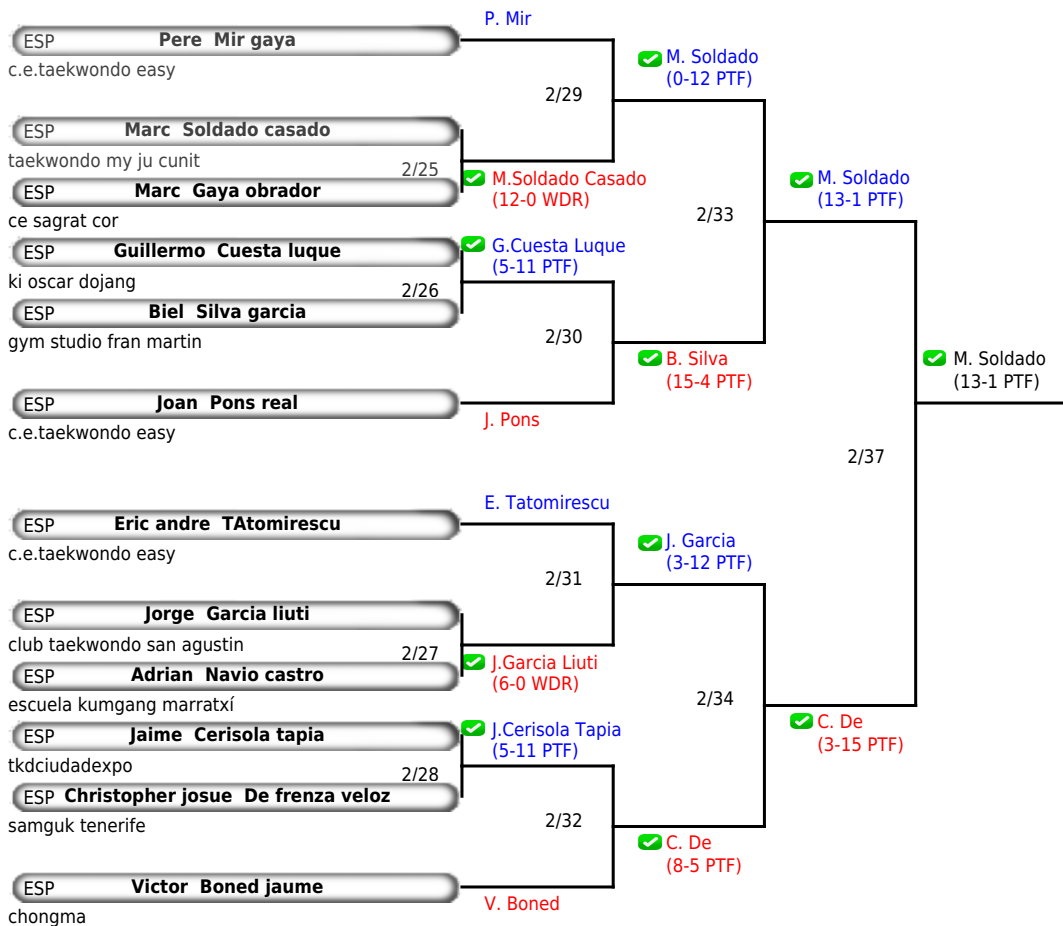 P. Mir
ESP Pere Mir gaya
c.e.taekwondo easy
M. Soldado
(0-12 PTF)
2/29
ESP Marc Soldado casado
taekwondo my ju cunit
2/25
M.Soldado Casado
(12-0 WDR)
ESP Marc Gaya obrador
ce sagrat cor
M. Soldado
(13-1 PTF)
2/33
ESP Guillermo Cuesta luque
ki oscar dojang
G.Cuesta Luque
(5-11 PTF)
2/26
ESP Biel Silva garcia
gym studio fran martin
2/30
B. Silva
(15-4 PTF)
M. Soldado
(13-1 PTF)
ESP Joan Pons real
J. Pons
c.e.taekwondo easy
2/37
E. Tatomirescu
ESP Eric andre TAtomirescu
c.e.taekwondo easy
J. Garcia
(3-12 PTF)
2/31
ESP Jorge Garcia liuti
club taekwondo san agustin
2/27
J.Garcia Liuti
(6-0 WDR)
ESP Adrian Navio castro
escuela kumgang marratxí
2/34
C. De
(3-15 PTF)
ESP Jaime Cerisola tapia
tkdciudadexpo
J.Cerisola Tapia
(5-11 PTF)
2/28
ESP Christopher josue De frenza veloz
samguk tenerife
2/32
C. De
(8-5 PTF)
ESP Victor Boned jaume
V. Boned
chongma